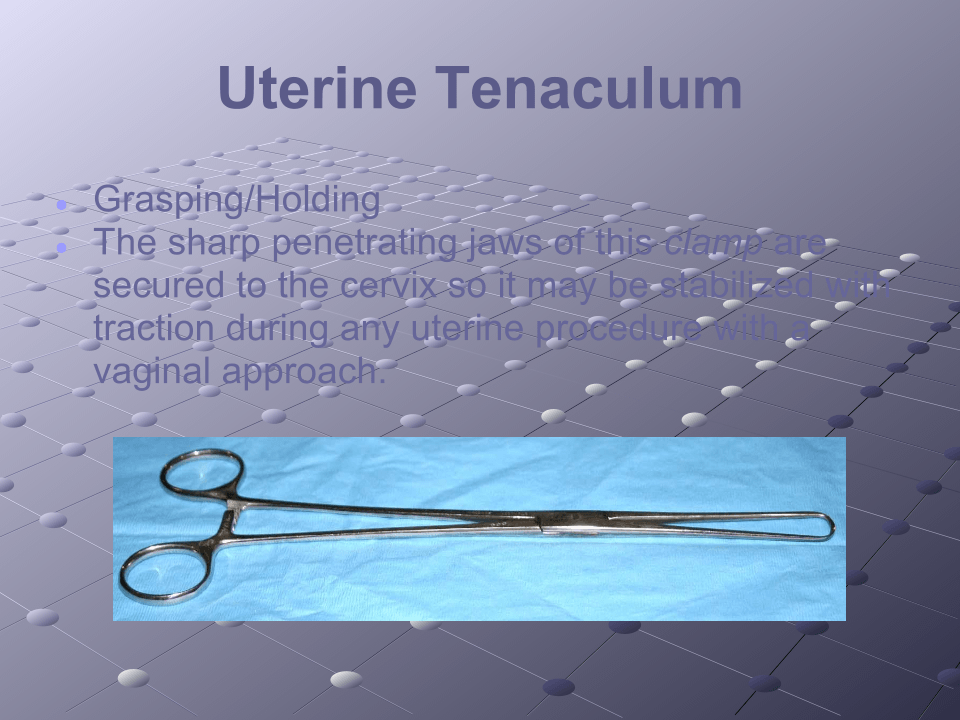 Uterine Tenaculum
• Grasping/Holding
• The sharp penetrating jaws of this clamp are
secured to the cervix so it may be stabilized with
traction during any uterine procedure with a
vaginal approach.